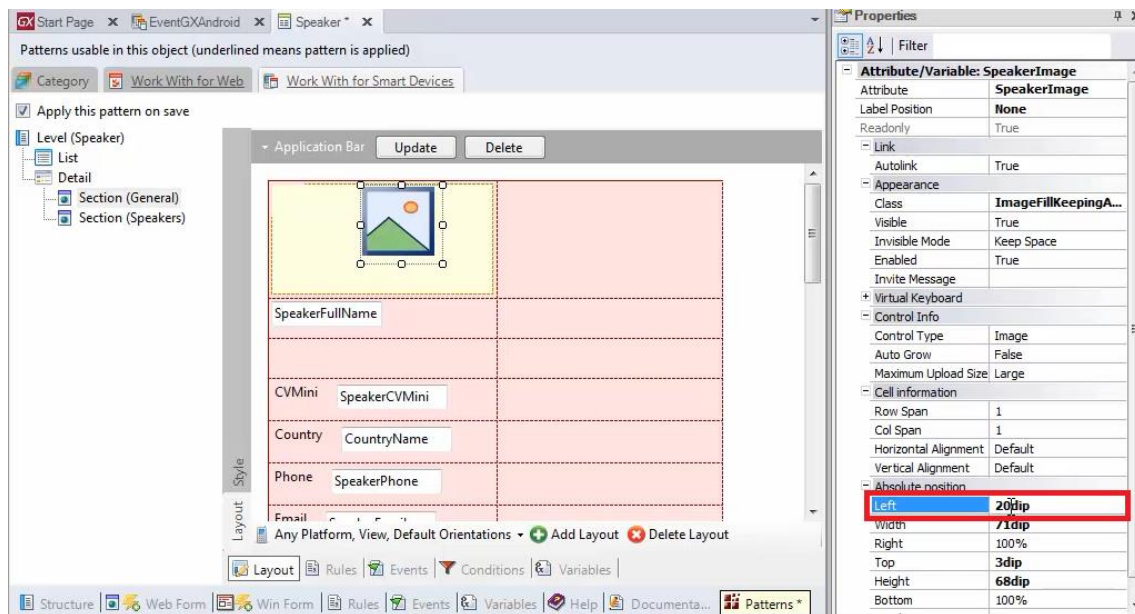 GX Start Page X EventGXAndroid X Speaker* X
Patterns usable in this object (underlined means pattern is applied)
Category Work With for Web Work With for Smart Devices
Apply this pattern on save
Level (Speaker)
List
Detail
Section (General)
Section (Speakers)
Application Bar Update Delete
SpeakerFullName
CVMini SpeakerCVMini
Country CountryName
Phone SpeakerPhone
Email
Style
Layout
Any Platform, View, Default Orientations Add Layout Delete Layout
Layout Rules Events Conditions Variables
Structure Web Form Win Form Rules Events Variables Help Documenta... Patterns *
Properties
Filter
Attribute/Variable: SpeakerImage
Attribute SpeakerImage
Label Position None
Readonly True
Link
Autolink True
Appearance
Class ImageFillKeepingA...
Visible True
Invisible Mode Keep Space
Enabled True
Invite Message
Virtual Keyboard
Control Info
Control Type Image
Auto Grow False
Maximum Upload Size Large
Cell information
Row Span 1
Col Span 1
Horizontal Alignment Default
Vertical Alignment Default
Absolute position
Left 20dip
Width 71dip
Right 100%
Top 3dip
Height 68dip
Bottom 100%